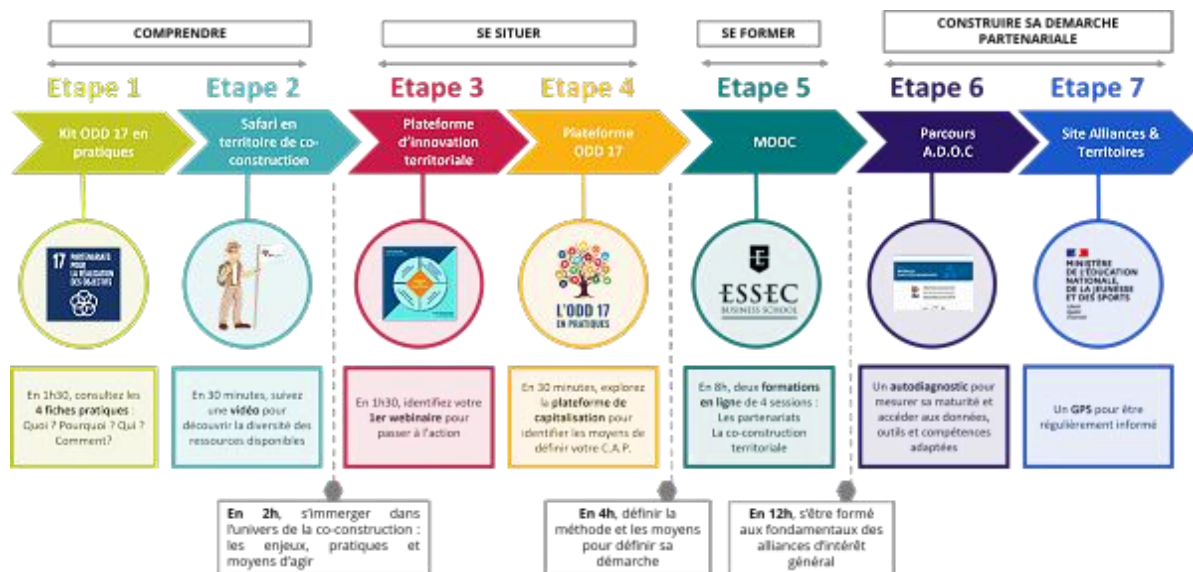 COMPRENDRE
SE SITUER
SE FORMER
CONSTRUIRE SA DEMARCHE
PARTENARIALE
Etape 1
Etape 2
Etape 3
Etape 4
Etape 5
Etape 6
Etape 7
Kit ODD 17 en
pratiques
Safari en
territoire de co-
construction
Plateforme
d'innovation
territoriale
Plateforme
ODD 17
MOOC
Parcours
A.D.O.C
Site Alliances &
Territoires
17 PARTENARIATS
POUR
LA RÉALISATION
DES OBJECTIFS
L'ODD 17
EN PRATIQUES
ESSEC
BUSINESS SCHOOL
MINISTÈRE
DE L'ÉDUCATION
NATIONALE,
DE LA JEUNESSE
ET DES SPORTS
En 1h30, consultez les
4 fiches pratiques :
Quoi ? Pourquoi ? Qui ?
Comment?
En 30 minutes, suivez
une vidéo pour
découvrir la diversité des
ressources disponibles
En 1h30, identifiez votre
1er webinaire pour
passer à l'action
En 30 minutes, explorez
la plateforme de
capitalisation pour
identifier les moyens de
définir votre C.A.P.
En 8h, deux formations
en ligne de 4 sessions :
Les partenariats
La co-construction
territoriale
Un autodiagnostic pour
mesurer sa maturité et
accéder aux données,
outils et compétences
adaptées
Un GPS pour être
régulièrement informé
En 2h, s'immerger dans
l'univers de la co-construction :
les enjeux, pratiques et
moyens d'agir
En 4h, définir la
méthode et les moyens
pour définir sa
démarche
En 12h, s'être formé
aux fondamentaux des
alliances d'intérêt
général